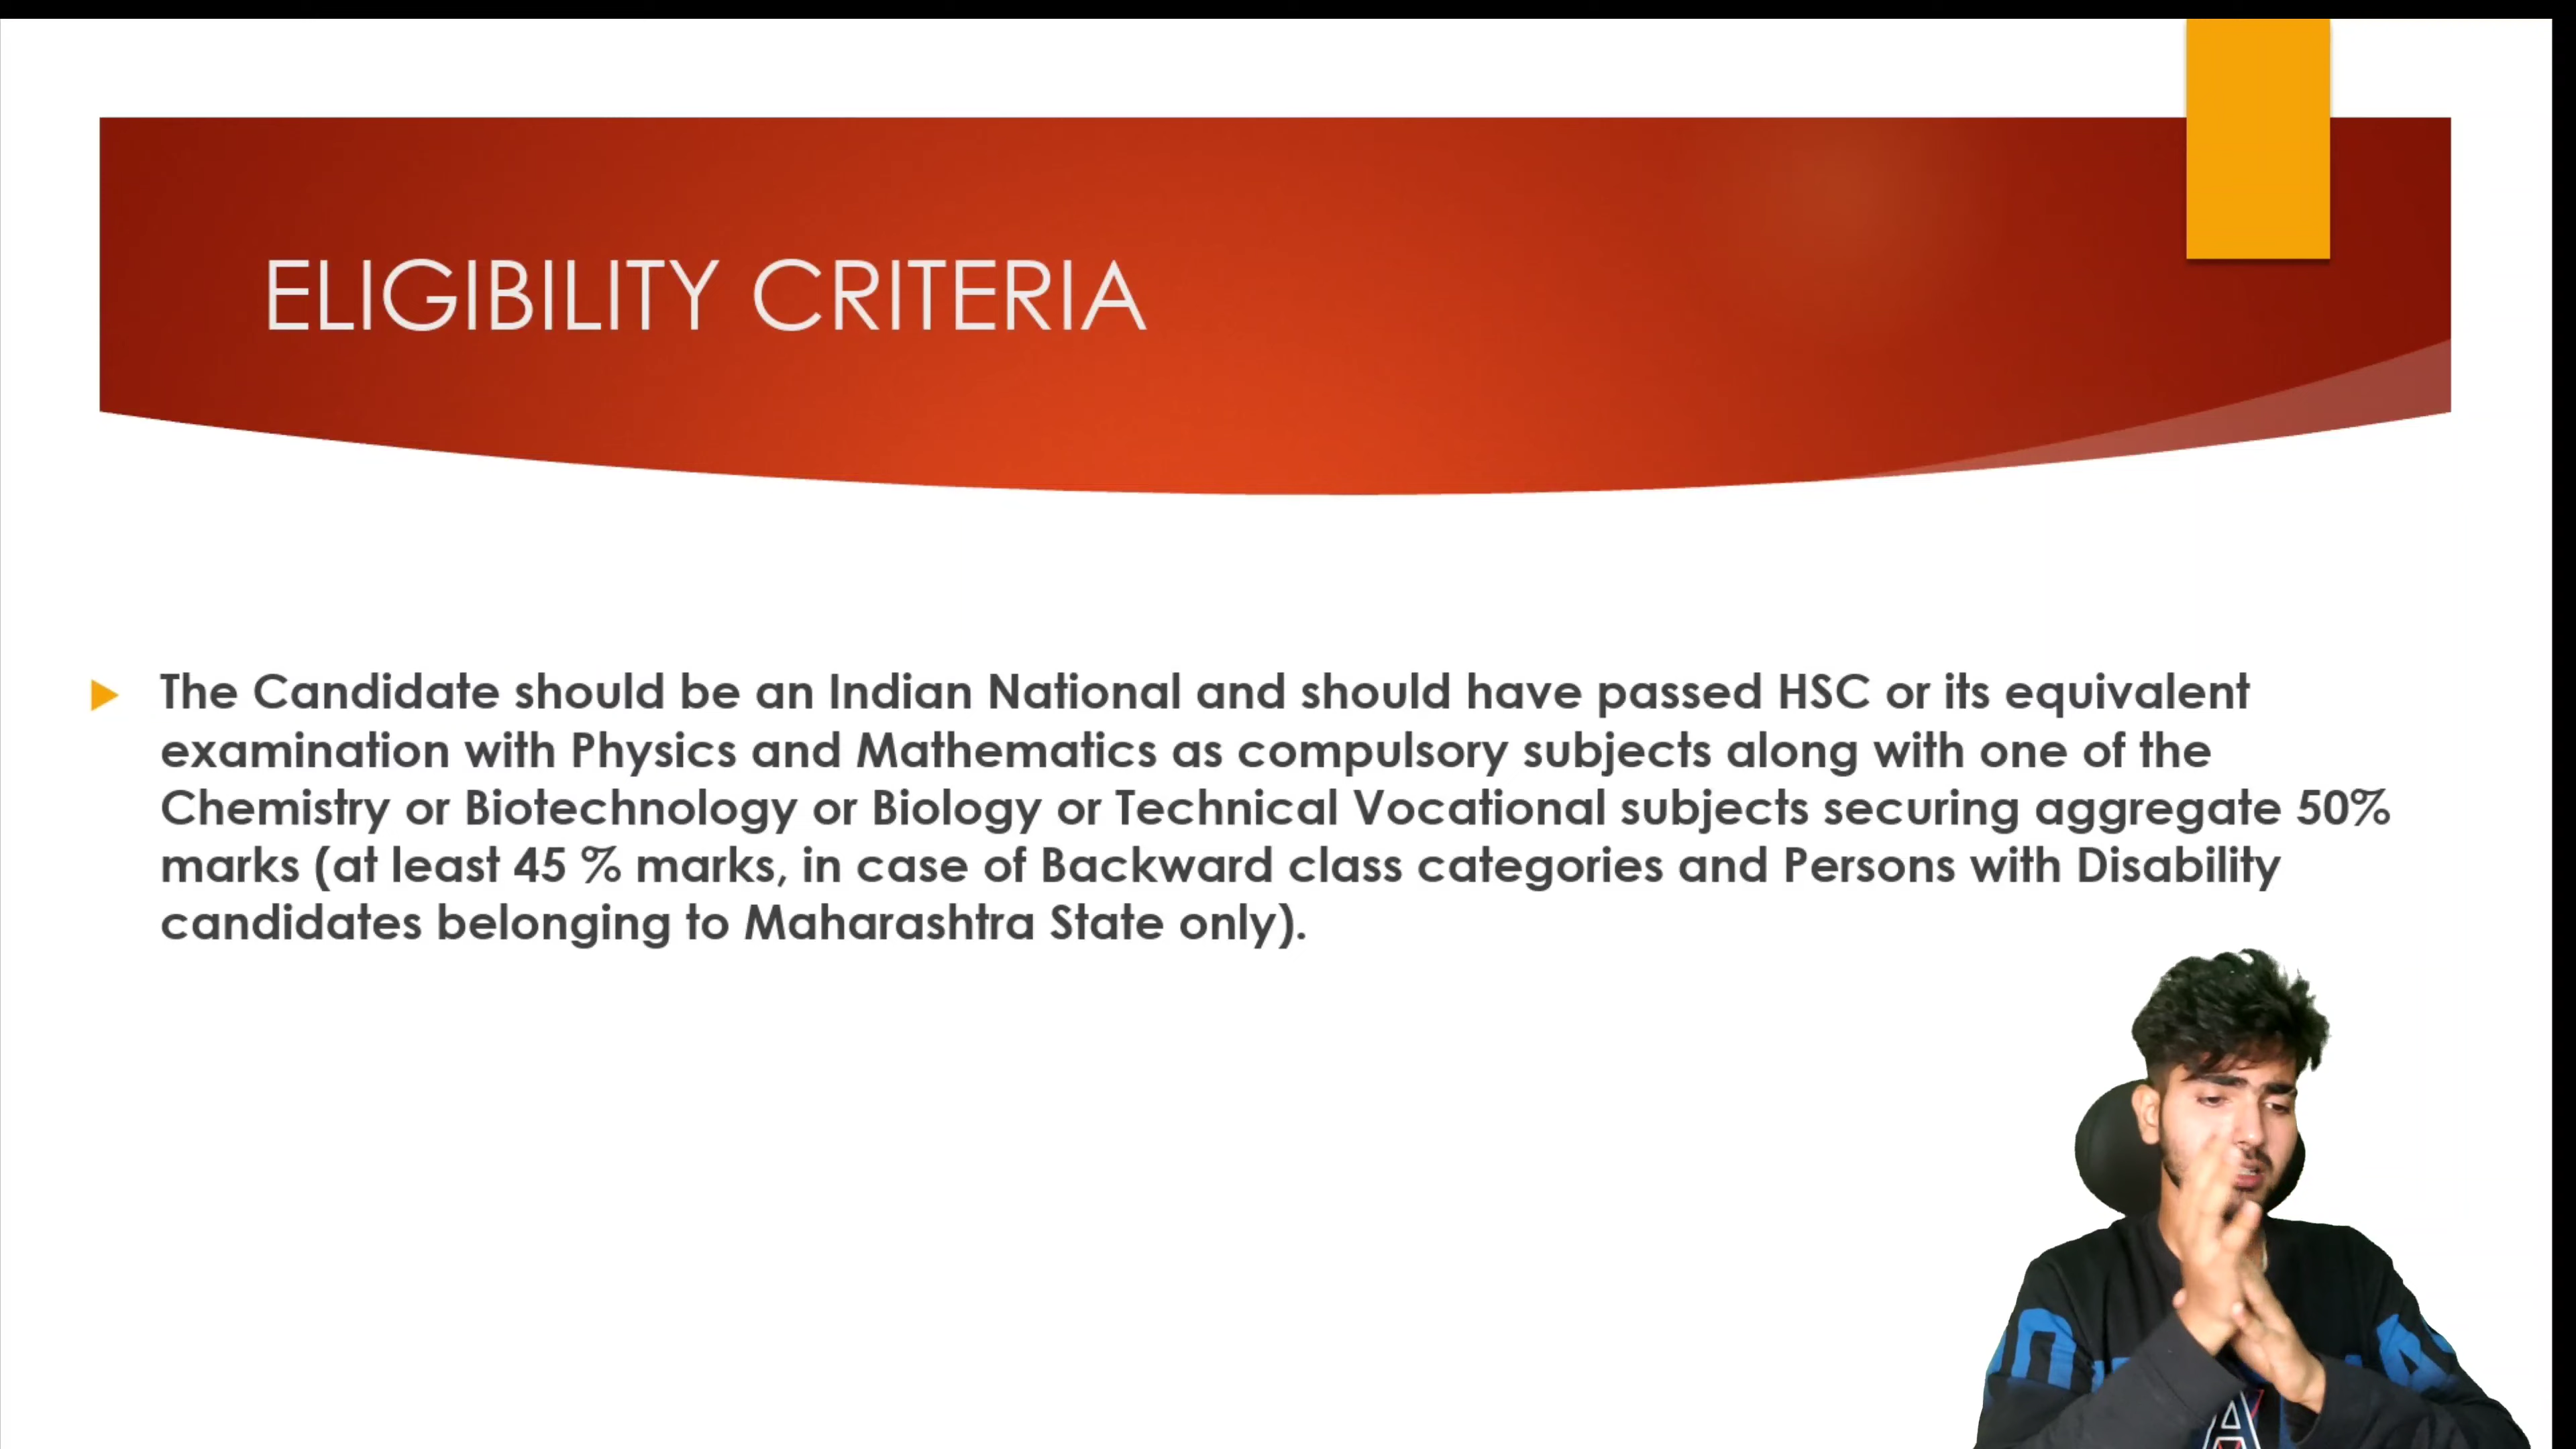 ELIGIBILITY CRITERIA
The Candidate should be an Indian National and should have passed HSC or its equivalent
examination with Physics and Mathematics as compulsory subjects along with one of the
Chemistry or Biotechnology or Biology or Technical Vocational subjects securing aggregate 50%
marks (at least 45 % marks, in case of Backward class categories and Persons with Disability
candidates belonging to Maharashtra State only).